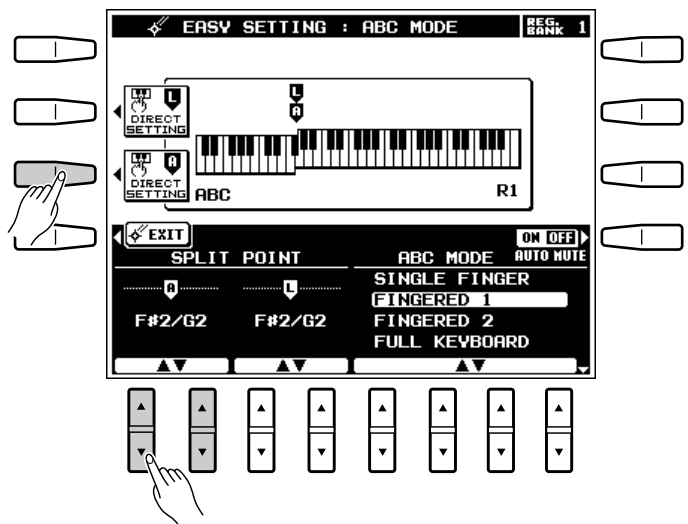 EASY SETTING : ABC MODE
REG. BANK 1
L
L
A
DIRECT
SETTING
A
DIRECT
SETTING
ABC
R1
EXIT
ON OFF
SPLIT POINT
ABC MODE
AUTO MUTE
SINGLE FINGER
A
L
FINGERED 1
F#2/G2
F#2/G2
FINGERED 2
FULL KEYBOARD